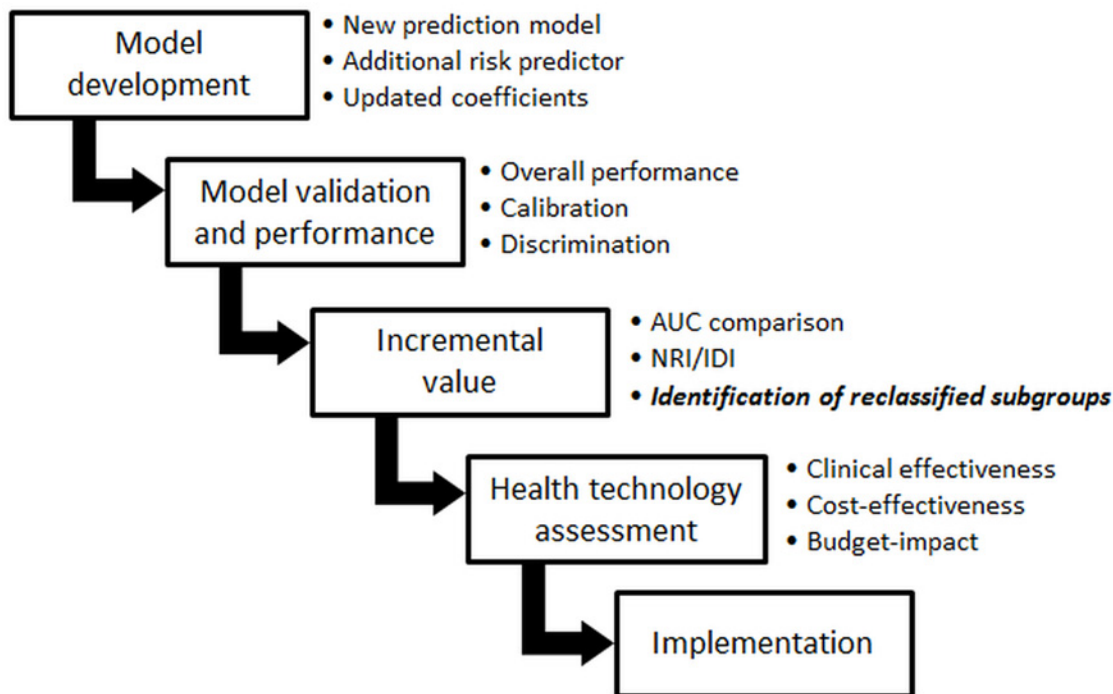 Model
development
• New prediction model
• Additional risk predictor
• Updated coefficients
Model validation
and performance
• Overall performance
• Calibration
• Discrimination
Incremental
value
• AUC comparison
• NRI/IDI
• Identification of reclassified subgroups
Health technology
assessment
• Clinical effectiveness
• Cost-effectiveness
• Budget-impact
Implementation